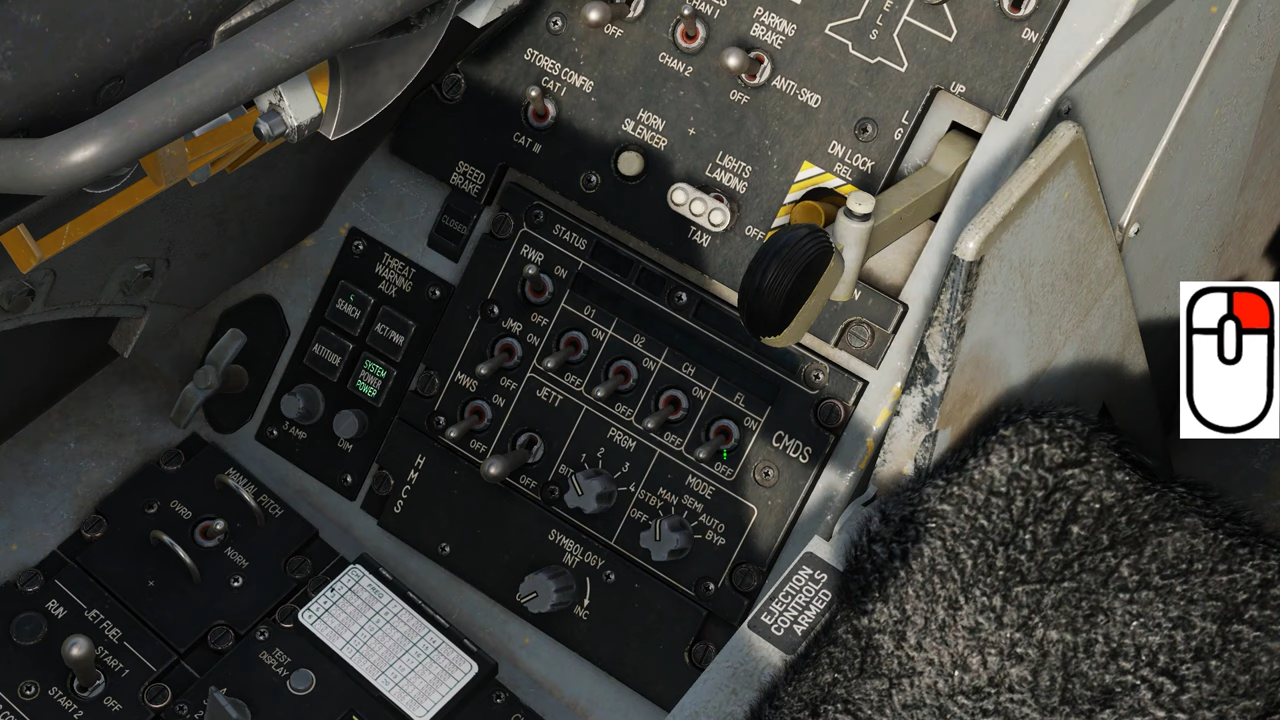 OFF
CHAN 1
CHAN 2
PARKING
BRAKE
ANTI-SKID
OFF
DN
STORES CONFIG
CAT I
CAT III
HORN
SILENCER
LIGHTS
LANDING
TAXI
OFF
UP
L
G
DN LOCK
REL
SPEED
BRAKE
CLOSED
THREAT
WARNING
AUX
SEARCH
ACT/PWR
ALTITUDE
SYSTEM
POWER
POWER
3 AMP
DIM
STATUS
RWR
ON
OFF
JMR
ON
OFF
MWS
ON
OFF
01
ON
OFF
02
ON
OFF
CH
ON
OFF
FL
ON
OFF
CMDS
JETT
OFF
PRGM
BIT 1 2 3 4
MODE
OFF STBY MAN SEMI AUTO BYP
HMCS
SYMBOLOGY
INT
INC
MANUAL PITCH
OVRD
NORM
JET FUEL
RUN
START 1
OFF
START 2
TEST
DISPLAY
CH FREQ
EJECTION
CONTROLS
ARMED